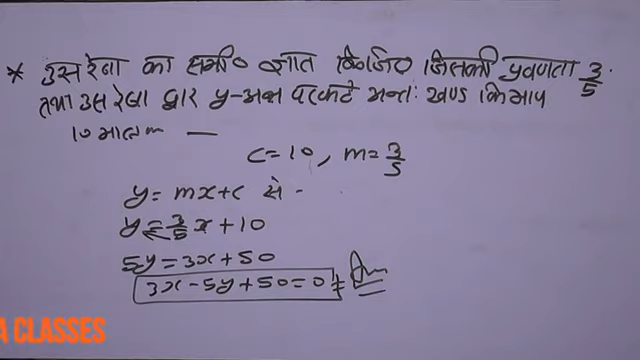 * उस रेखा का समी० ज्ञात किजिए जिसकी प्रवणता 3/5.
तथा उस रेखा द्वार y-अक्ष पर कटे अन्तः खण्ड कि माप
10 मात्रक —
c=10, m=3/5
y = mx+c से -
y = 3/5 x + 10
5y = 3x + 50
3x - 5y + 50 = 0
A CLASSES